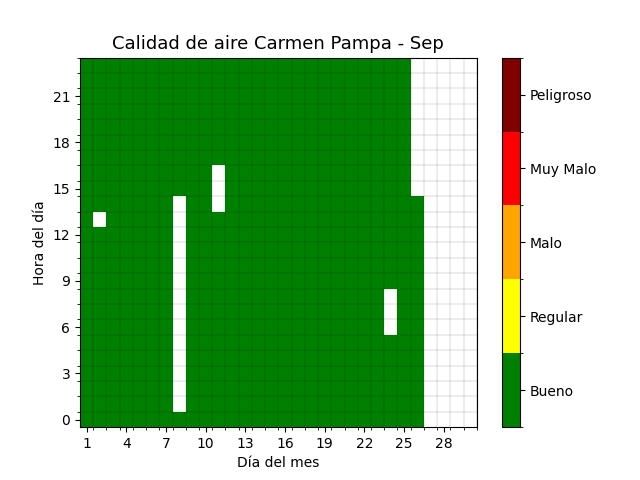 Calidad de aire Carmen Pampa - Sep
21
18
15
12
9
6
3
0
Hora del día
1 4 7 10 13 16 19 22 25 28
Día del mes
Peligroso
Muy Malo
Malo
Regular
Bueno